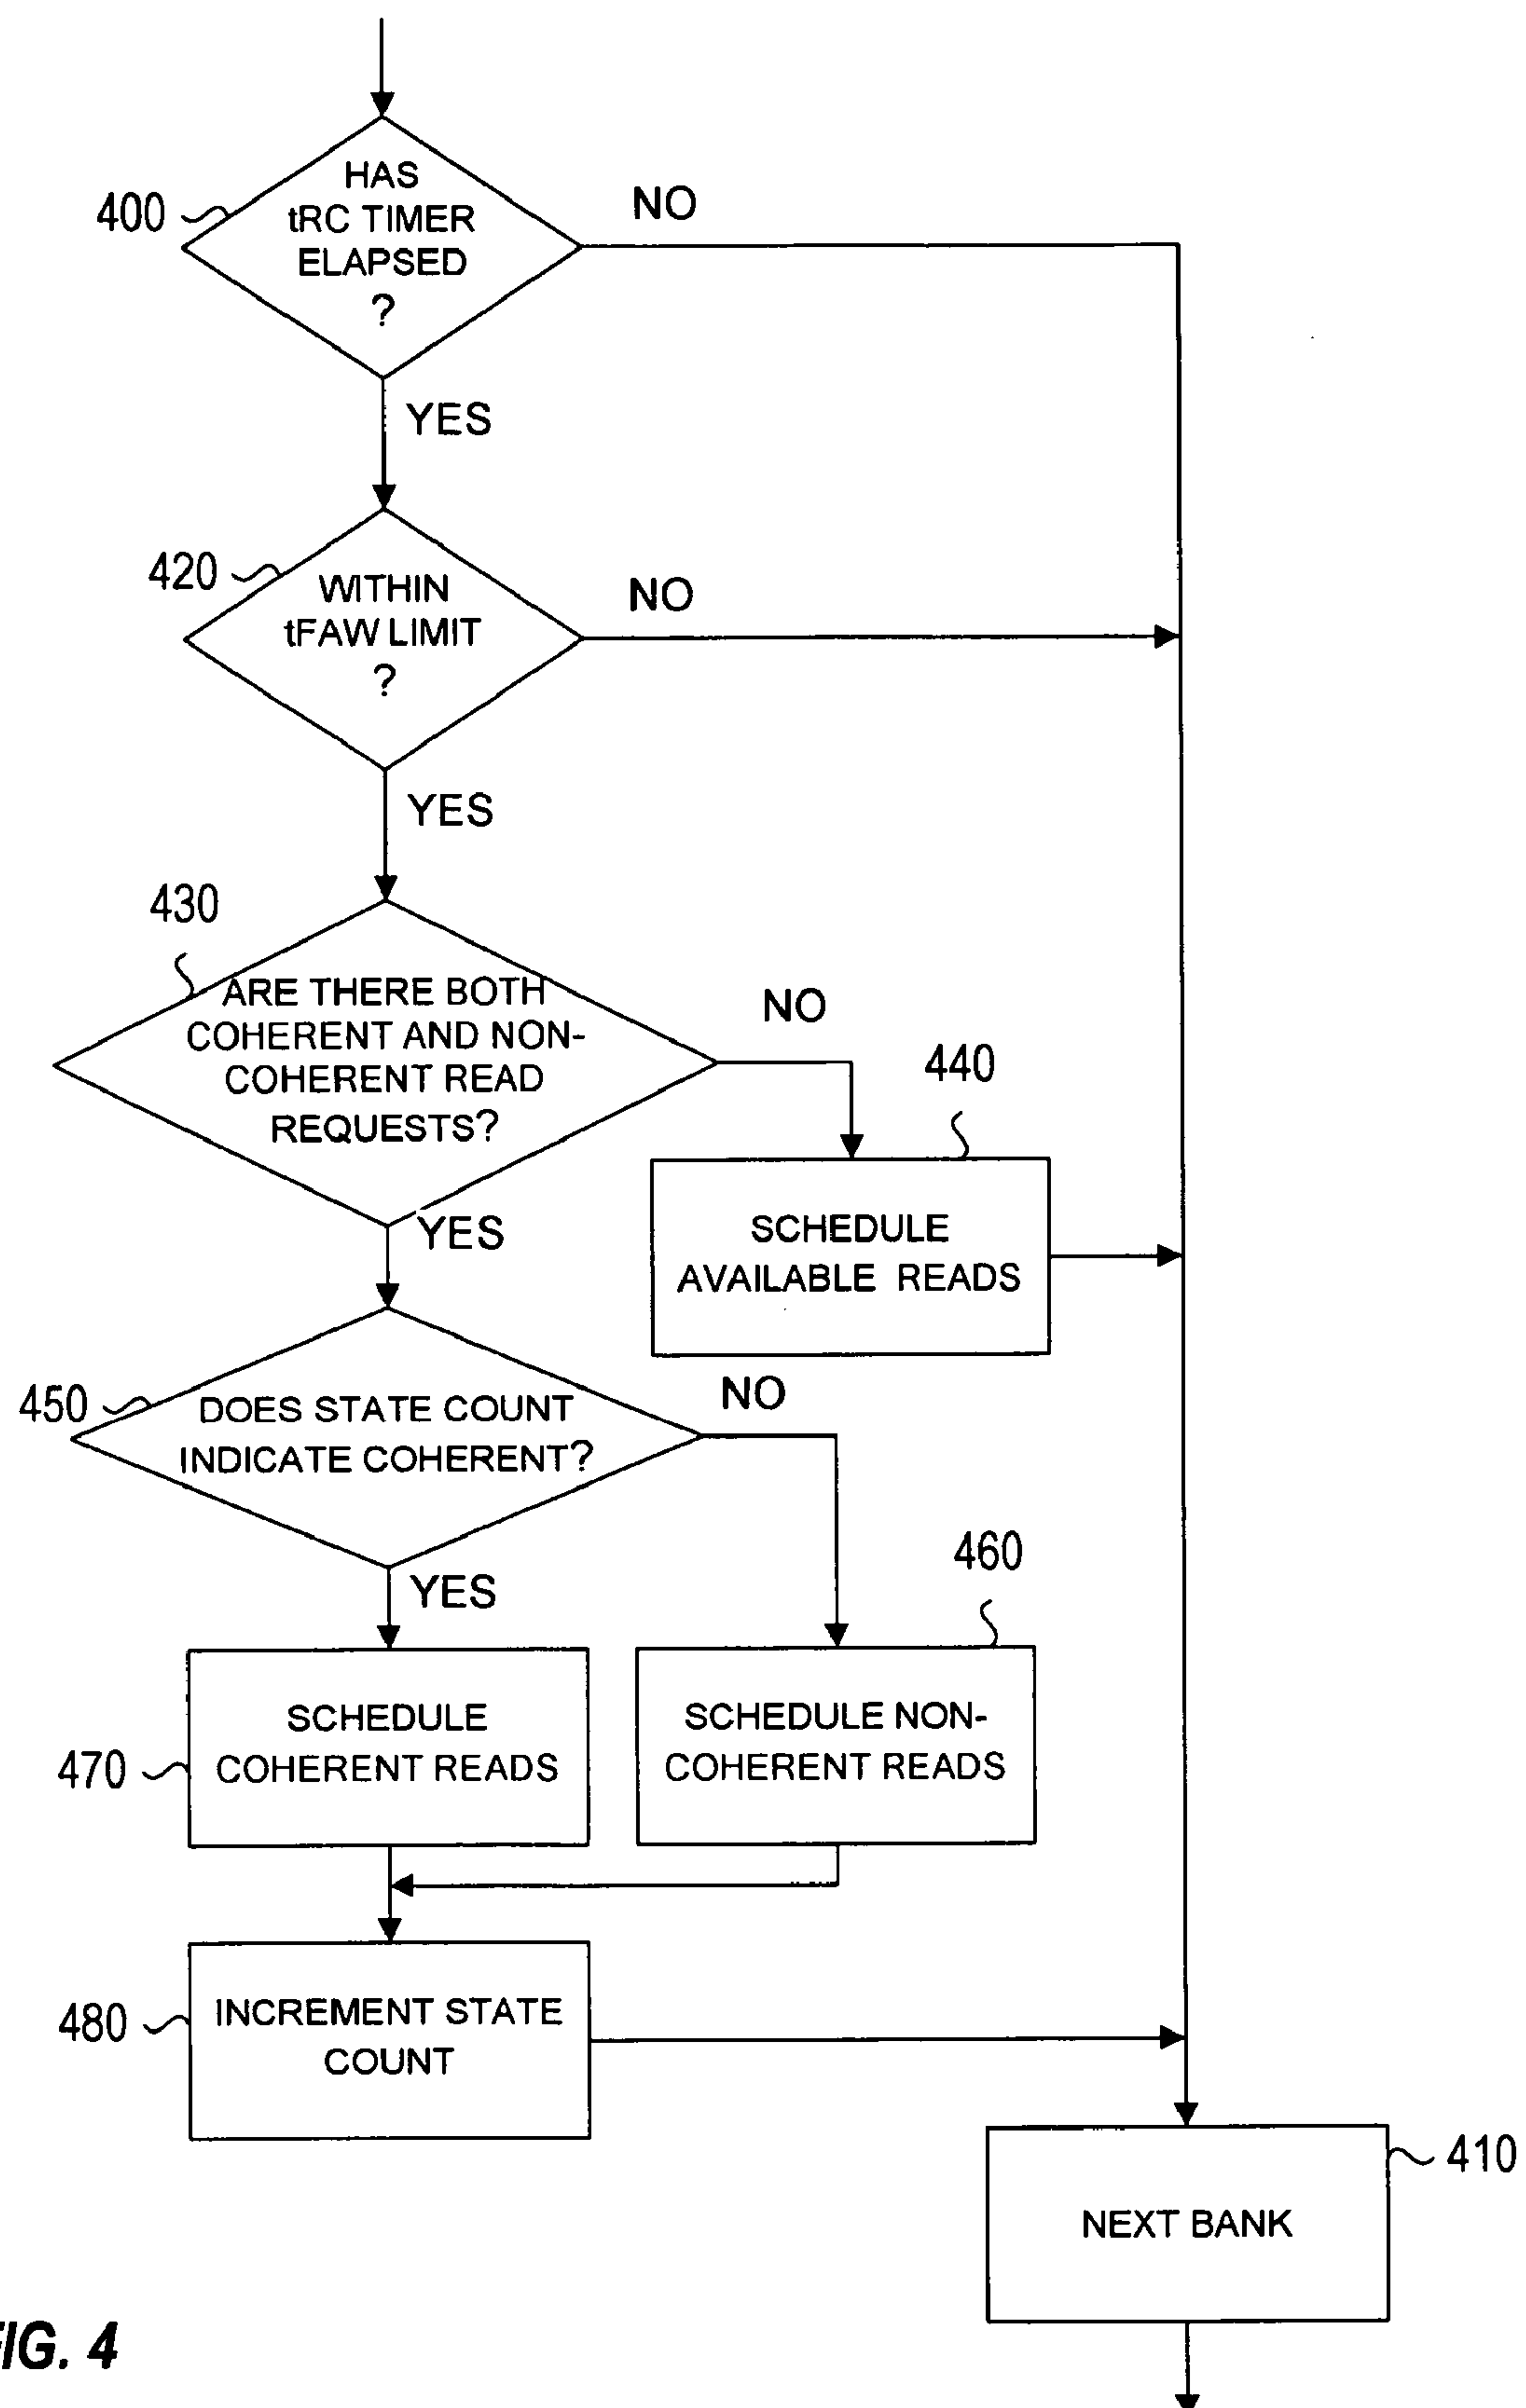 HAS
tRC TIMER
ELAPSED
?
400
NO
YES
420
WITHIN
tFAW LIMIT
?
NO
YES
430
ARE THERE BOTH
COHERENT AND NON-
COHERENT READ
REQUESTS?
NO
440
YES
SCHEDULE
AVAILABLE READS
450
DOES STATE COUNT
INDICATE COHERENT?
NO
460
YES
SCHEDULE
COHERENT READS
470
SCHEDULE NON-
COHERENT READS
480
INCREMENT STATE
COUNT
410
NEXT BANK
FIG. 4